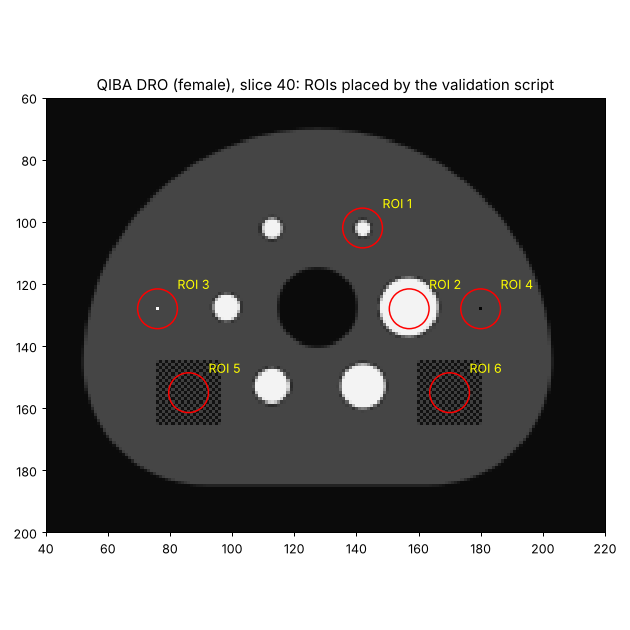 QIBA DRO (female), slice 40: ROIs placed by the validation script
60
80
100
120
140
160
180
200
ROI 1
ROI 3
ROI 2
ROI 4
ROI 5
ROI 6
40 60 80 100 120 140 160 180 200 220